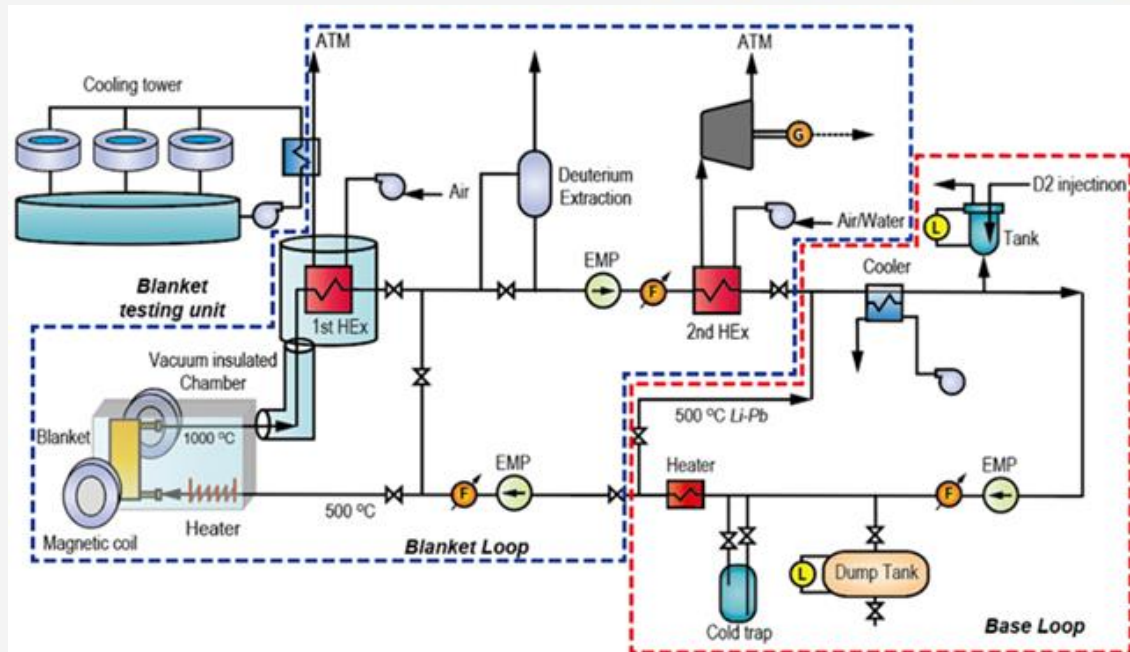 ATM
ATM
Cooling tower
Air
Deuterium
Extraction
G
D2 injectinon
L
Tank
Air/Water
EMP
F
Cooler
Blanket
testing unit
1st HEx
2nd HEx
Vacuum insulated
Chamber
Blanket
1000 ºC
500 ºC Li-Pb
Heater
EMP
F
EMP
F
500 ºC
Heater
Magnetic coil
Blanket Loop
L
Dump Tank
Cold trap
Base Loop